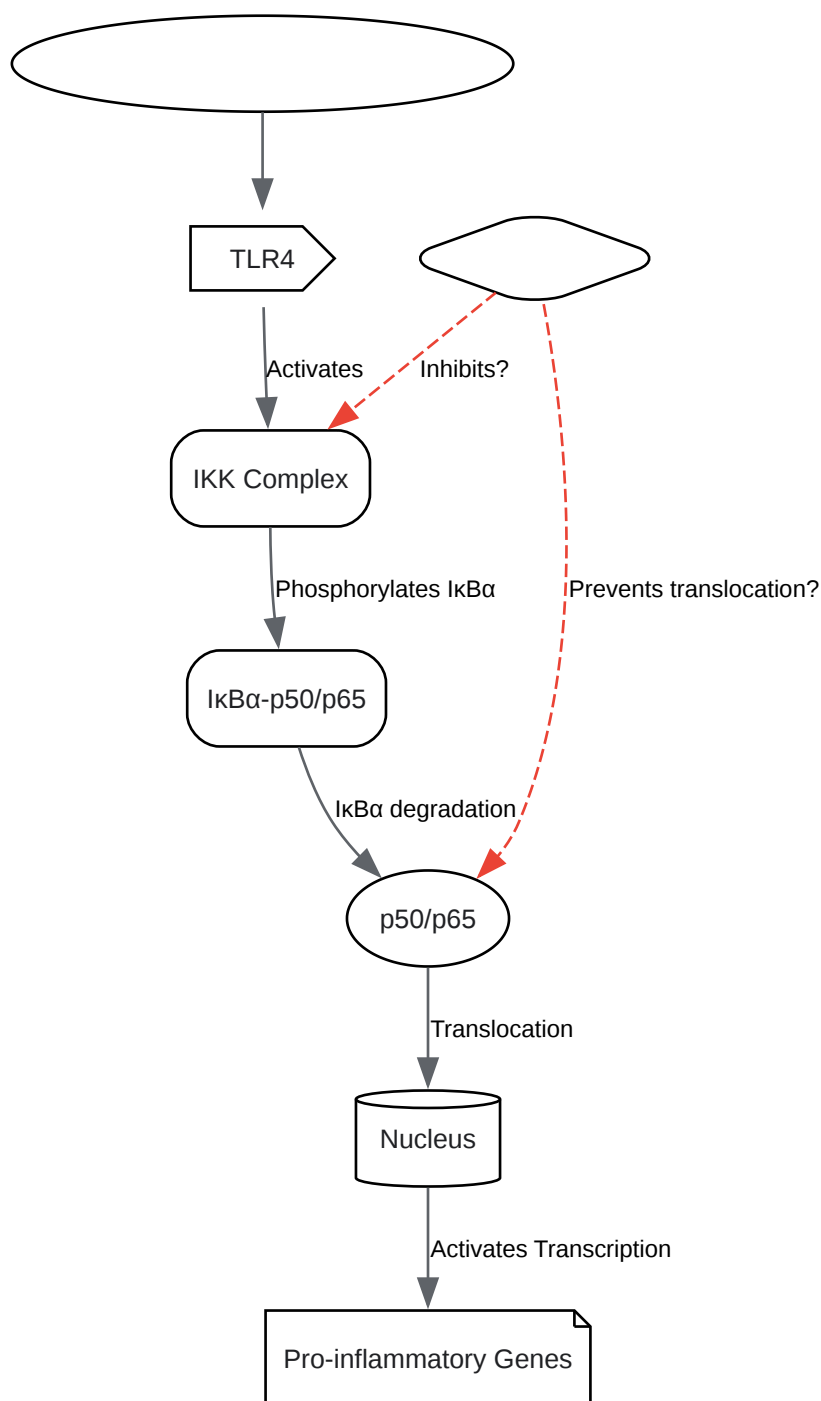 TLR4
Activates
Inhibits?
IKK Complex
Phosphorylates IκBα
Prevents translocation?
IκBα-p50/p65
IκBα degradation
p50/p65
Translocation
Nucleus
Activates Transcription
Pro-inflammatory Genes